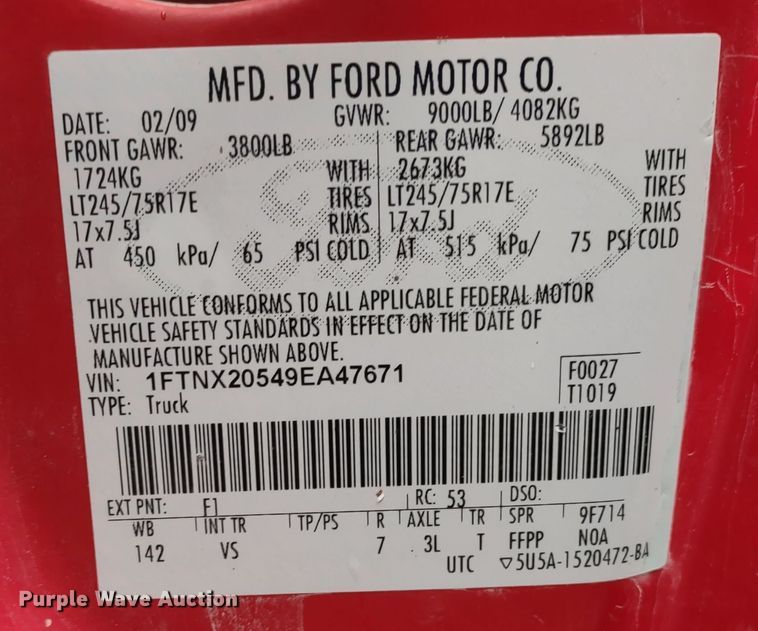 MFD. BY FORD MOTOR CO.
DATE: 02/09 GVWR: 9000LB/ 4082KG
FRONT GAWR: 3800LB REAR GAWR: 5892LB
1724KG WITH 2673KG WITH
LT245/75R17E TIRES LT245/75R17E TIRES
17x7.5J RIMS 17x7.5J RIMS
AT 450 kPa/ 65 PSI COLD AT 515 kPa/ 75 PSI COLD
THIS VEHICLE CONFORMS TO ALL APPLICABLE FEDERAL MOTOR
VEHICLE SAFETY STANDARDS IN EFFECT ON THE DATE OF
MANUFACTURE SHOWN ABOVE.
VIN: 1FTNX20549EA47671 F0027
TYPE: Truck T1019
EXT PNT: F1 RC: 53 DSO:
WB INT TR TP/PS R AXLE TR SPR 9F714
142 VS 7 3L T FFPP NOA
UTC ▽5U5A-1520472-BA
Ford
Purple Wave Auction